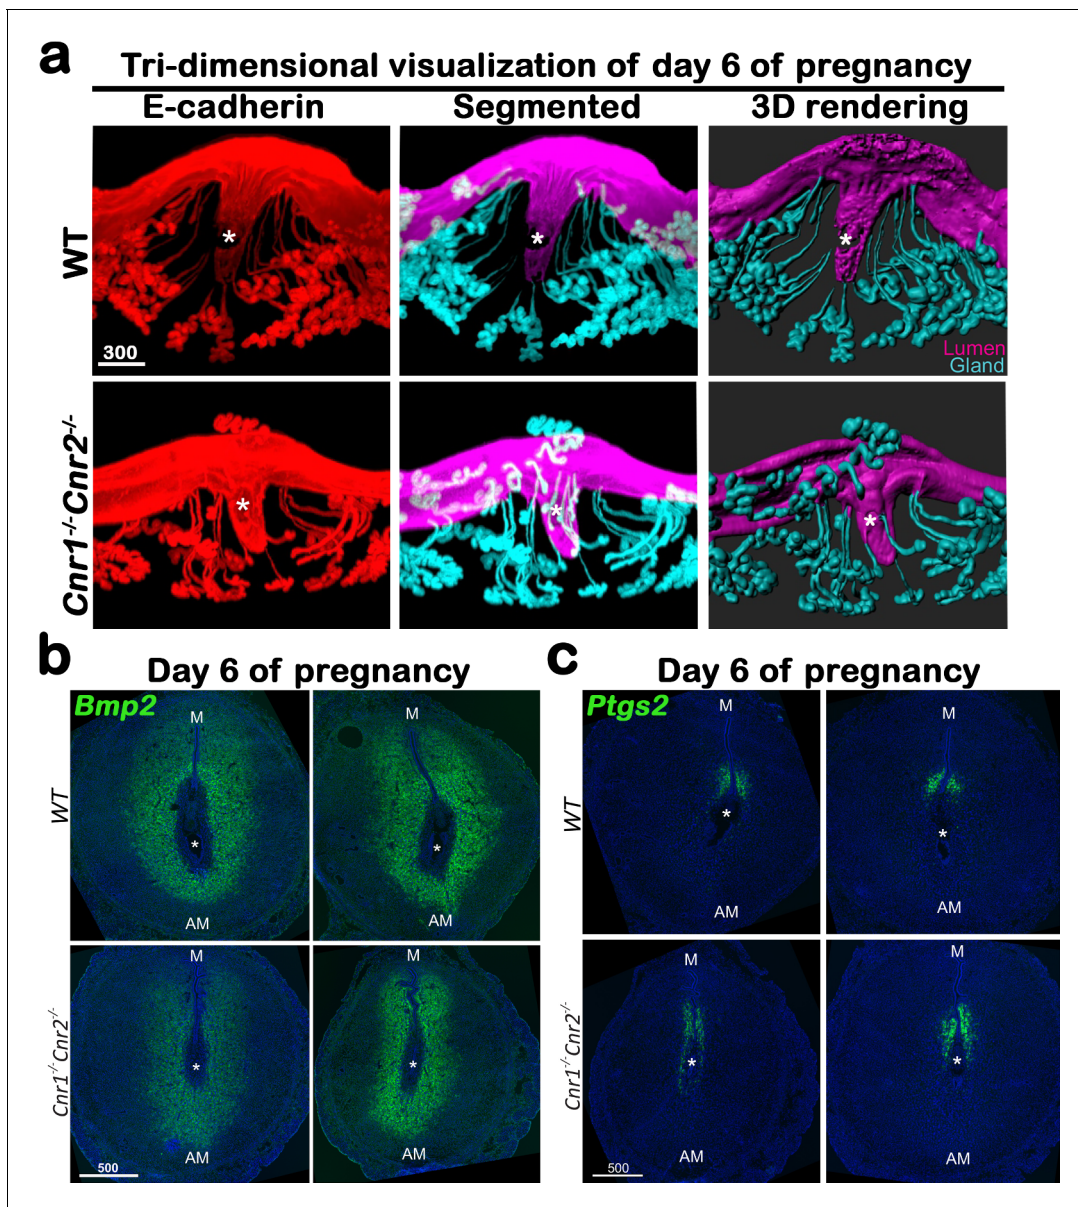 a
Tri-dimensional visualization of day 6 of pregnancy
E-cadherin Segmented 3D rendering
WT
*
*
*
300
Lumen
Gland
Cnr1-/-Cnr2-/-
*
*
*
b
Day 6 of pregnancy
Bmp2
WT
M
*
AM
M
*
AM
Cnr1-/-Cnr2-/-
M
*
AM
500
M
*
AM
c
Day 6 of pregnancy
Ptgs2
WT
M
*
AM
M
*
AM
Cnr1-/-Cnr2-/-
M
*
AM
500
M
*
AM